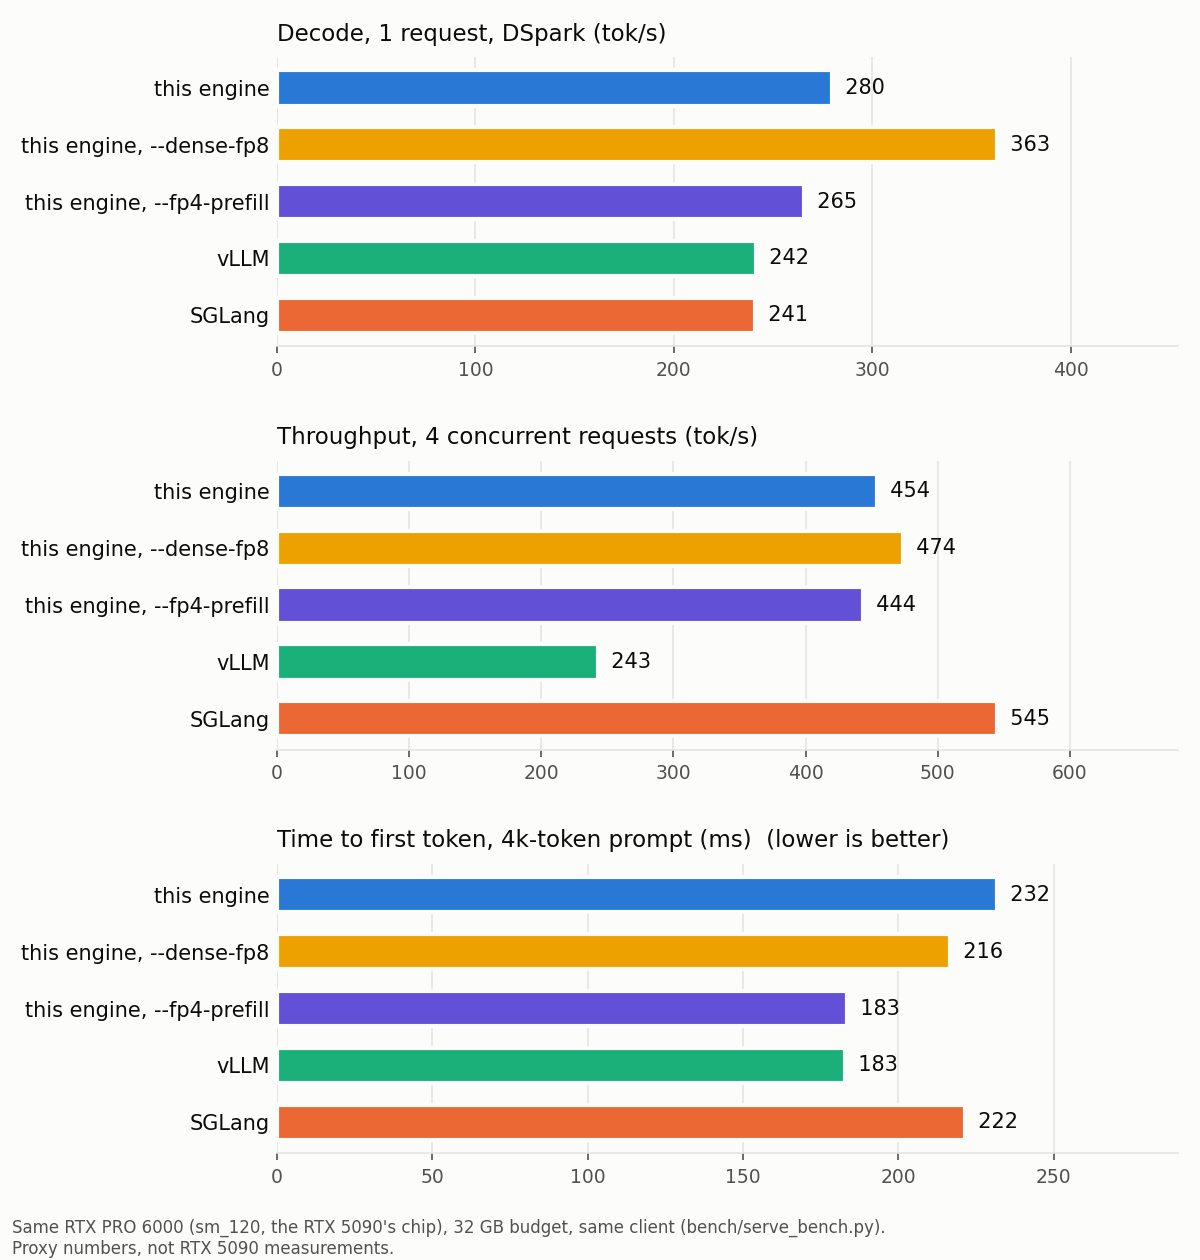 Decode, 1 request, DSpark (tok/s)
this engine 280
this engine, --dense-fp8 363
this engine, --fp4-prefill 265
vLLM 242
SGLang 241
0 100 200 300 400
Throughput, 4 concurrent requests (tok/s)
this engine 454
this engine, --dense-fp8 474
this engine, --fp4-prefill 444
vLLM 243
SGLang 545
0 100 200 300 400 500 600
Time to first token, 4k-token prompt (ms)  (lower is better)
this engine 232
this engine, --dense-fp8 216
this engine, --fp4-prefill 183
vLLM 183
SGLang 222
0 50 100 150 200 250
Same RTX PRO 6000 (sm_120, the RTX 5090's chip), 32 GB budget, same client (bench/serve_bench.py).
Proxy numbers, not RTX 5090 measurements.